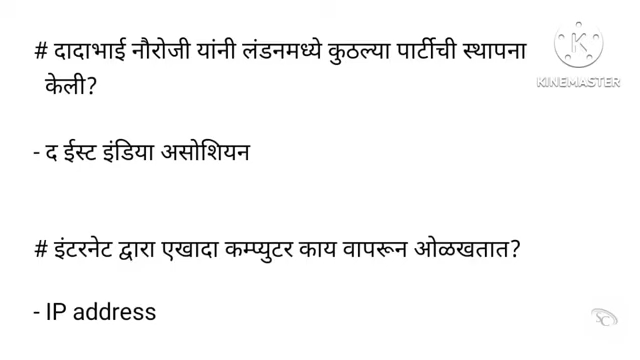 # दादाभाई नौरोजी यांनी लंडनमध्ये कुठल्या पार्टीची स्थापना
केली?
KINEMASTER
- द ईस्ट इंडिया असोशियन
# इंटरनेट द्वारा एखादा कम्प्युटर काय वापरून ओळखतात?
- IP address